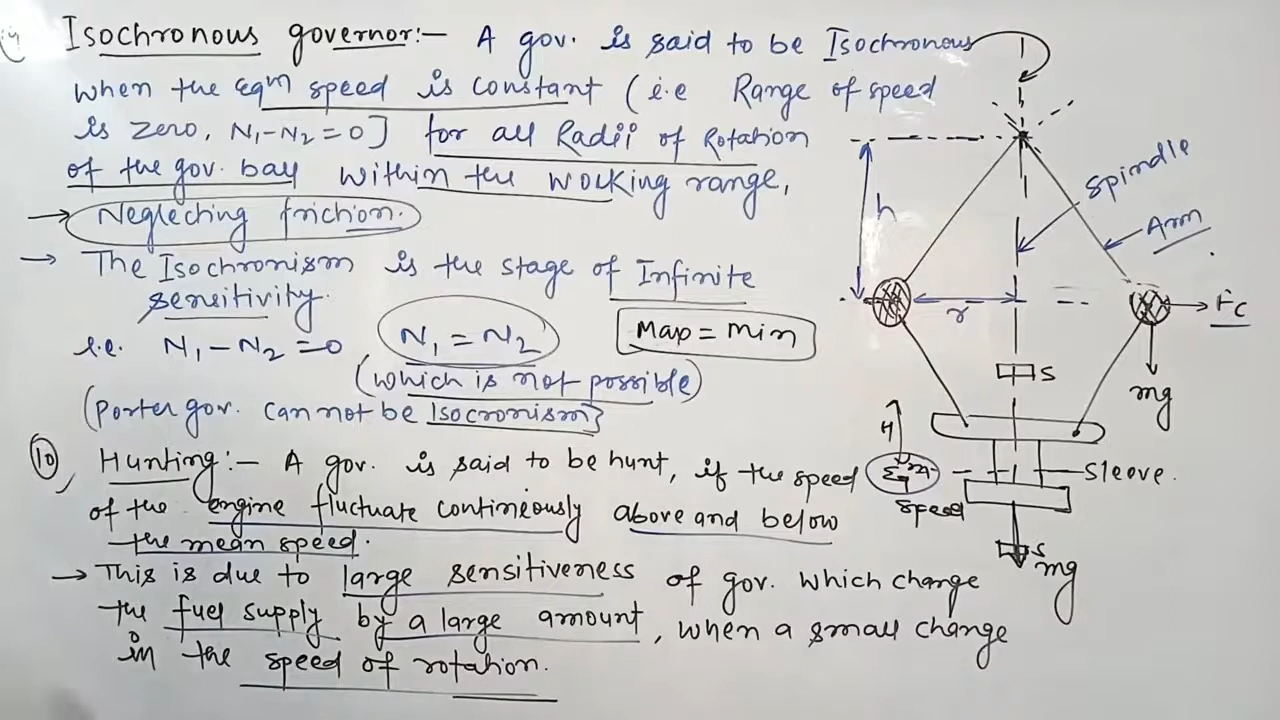 Isochronous governor:- A gov. is said to be Isochronous
when the eqm speed is constant (i.e Range of speed
is zero, N₁-N₂=0] for all Radii of Rotation
of the gov. ball within the working range,
→ Neglecting friction.
→ The Isochronism is the stage of Infinite
sensitivity.
i.e. N₁-N₂=0 N₁=N₂ Max=Min
(which is not possible)
(Porter gov. cannot be Isocronism}
10, Hunting:- A gov. is said to be hunt, if the speed
of the engine fluctuate continuously above and below
the mean speed.
→ This is due to large sensitiveness of gov. which change
the fuel supply by a large amount, when a small change
in the speed of rotation.
Spindle
Arm
h
r
Fc
mg
S
H
Sleeve.
speed
S
mg